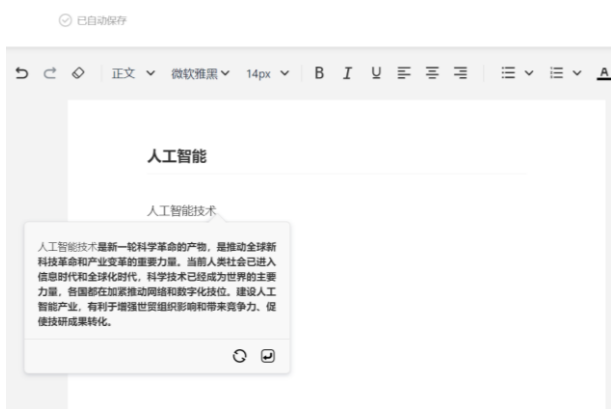 已自动保存
正文 微软雅黑 14px B I U A
人工智能
人工智能技术
人工智能技术是新一轮科学革命的产物，是推动全球新
科技革命和产业变革的重要力量。当前人类社会已进入
信息时代和全球化时代，科学技术已经成为世界的主要
力量，各国都在加紧推动网络和数字化技位。建设人工
智能产业，有利于增强世贸组织影响和带来竞争力、促
使技研成果转化。